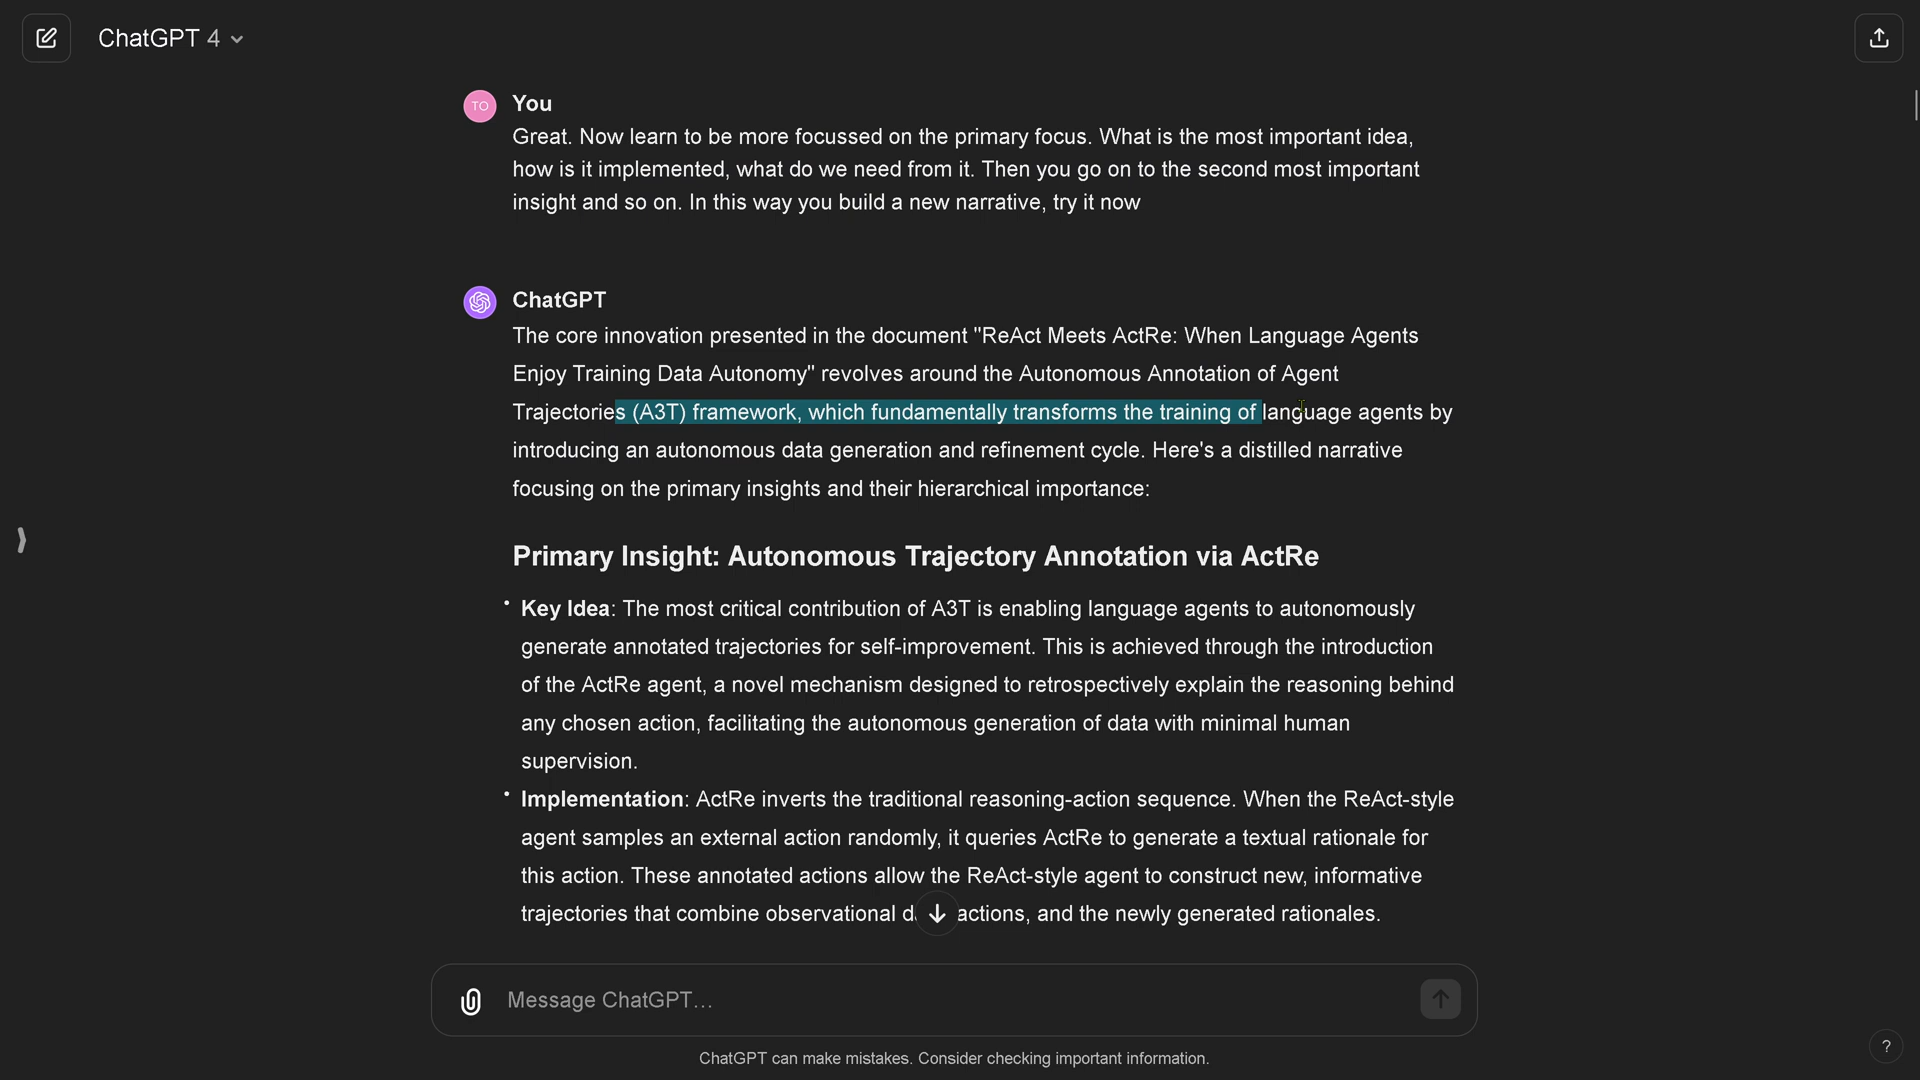 ChatGPT 4
TO
You
Great. Now learn to be more focussed on the primary focus. What is the most important idea,
how is it implemented, what do we need from it. Then you go on to the second most important
insight and so on. In this way you build a new narrative, try it now
ChatGPT
The core innovation presented in the document "ReAct Meets ActRe: When Language Agents
Enjoy Training Data Autonomy" revolves around the Autonomous Annotation of Agent
Trajectories (A3T) framework, which fundamentally transforms the training of language agents by
introducing an autonomous data generation and refinement cycle. Here's a distilled narrative
focusing on the primary insights and their hierarchical importance:
Primary Insight: Autonomous Trajectory Annotation via ActRe
• Key Idea: The most critical contribution of A3T is enabling language agents to autonomously
generate annotated trajectories for self-improvement. This is achieved through the introduction
of the ActRe agent, a novel mechanism designed to retrospectively explain the reasoning behind
any chosen action, facilitating the autonomous generation of data with minimal human
supervision.
• Implementation: ActRe inverts the traditional reasoning-action sequence. When the ReAct-style
agent samples an external action randomly, it queries ActRe to generate a textual rationale for
this action. These annotated actions allow the ReAct-style agent to construct new, informative
trajectories that combine observational actions, and the newly generated rationales.
Message ChatGPT...
ChatGPT can make mistakes. Consider checking important information.
?